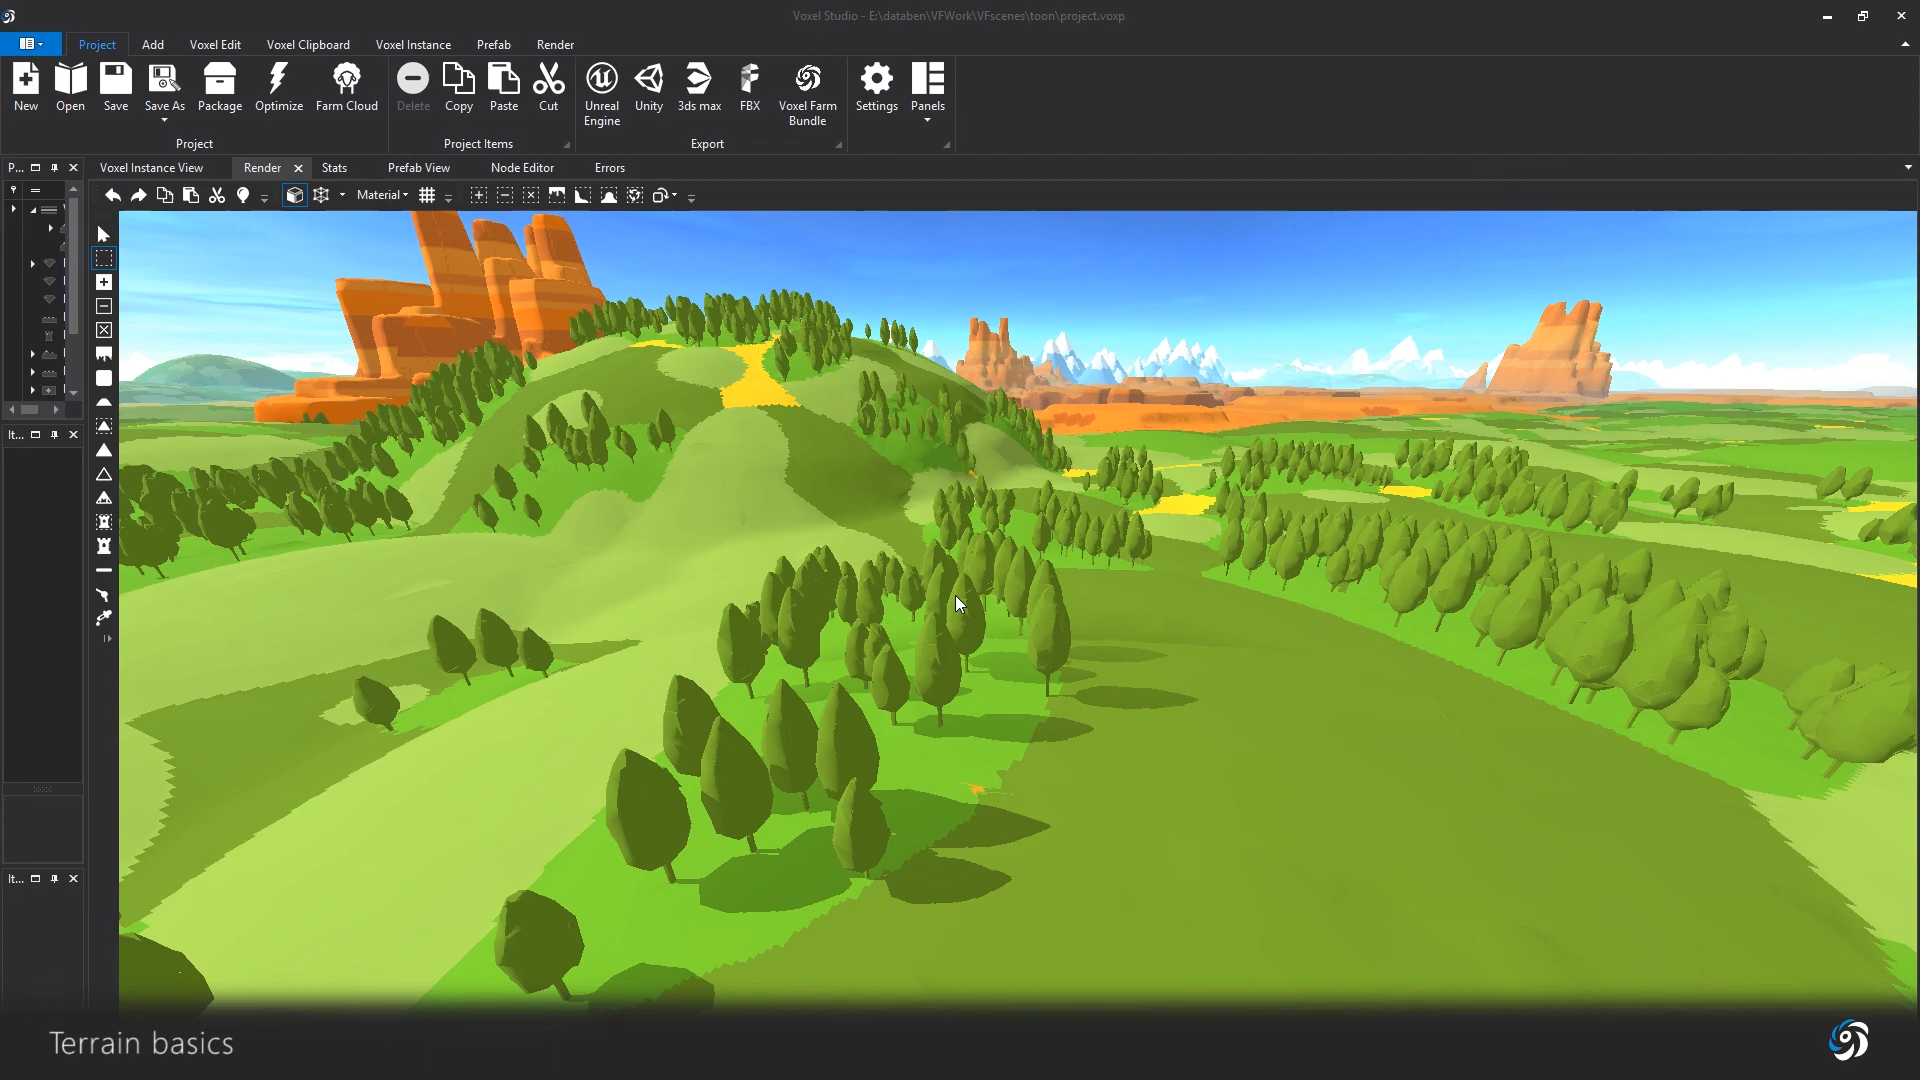 Voxel Studio - E:\databen\VFWork\VFscenes\toon\project.voxp
Project Add Voxel Edit Voxel Clipboard Voxel Instance Prefab Render
New Open Save Save As Package Optimize Farm Cloud Delete Copy Paste Cut Unreal Engine Unity 3ds max FBX Voxel Farm Bundle Settings Panels
Project Project Items Export
P... Voxel Instance View Render Stats Prefab View Node Editor Errors
Material
It...
It...
Terrain basics